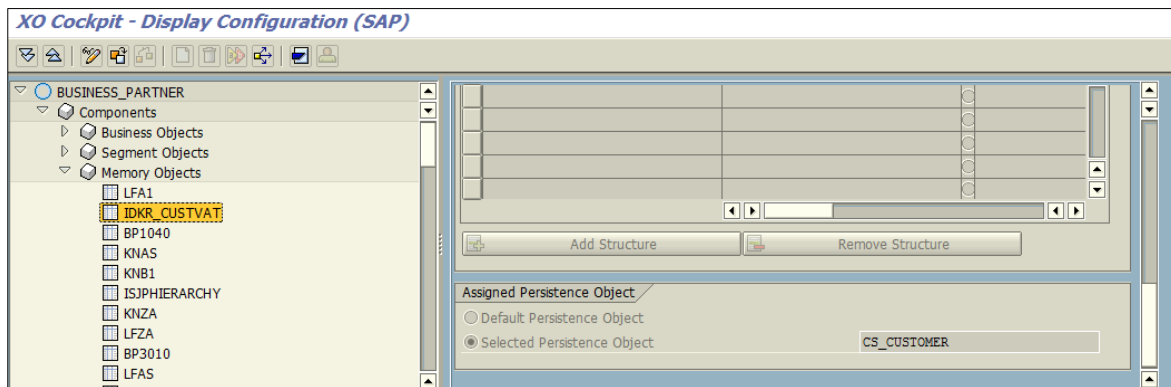 XO Cockpit - Display Configuration (SAP)
BUSINESS_PARTNER
Components
Business Objects
Segment Objects
Memory Objects
LFA1
IDKR_CUSTVAT
BP1040
KNAS
KNB1
ISJPHIERARCHY
KNZA
LFZA
BP3010
LFAS
Add Structure
Remove Structure
Assigned Persistence Object
Default Persistence Object
Selected Persistence Object
CS_CUSTOMER